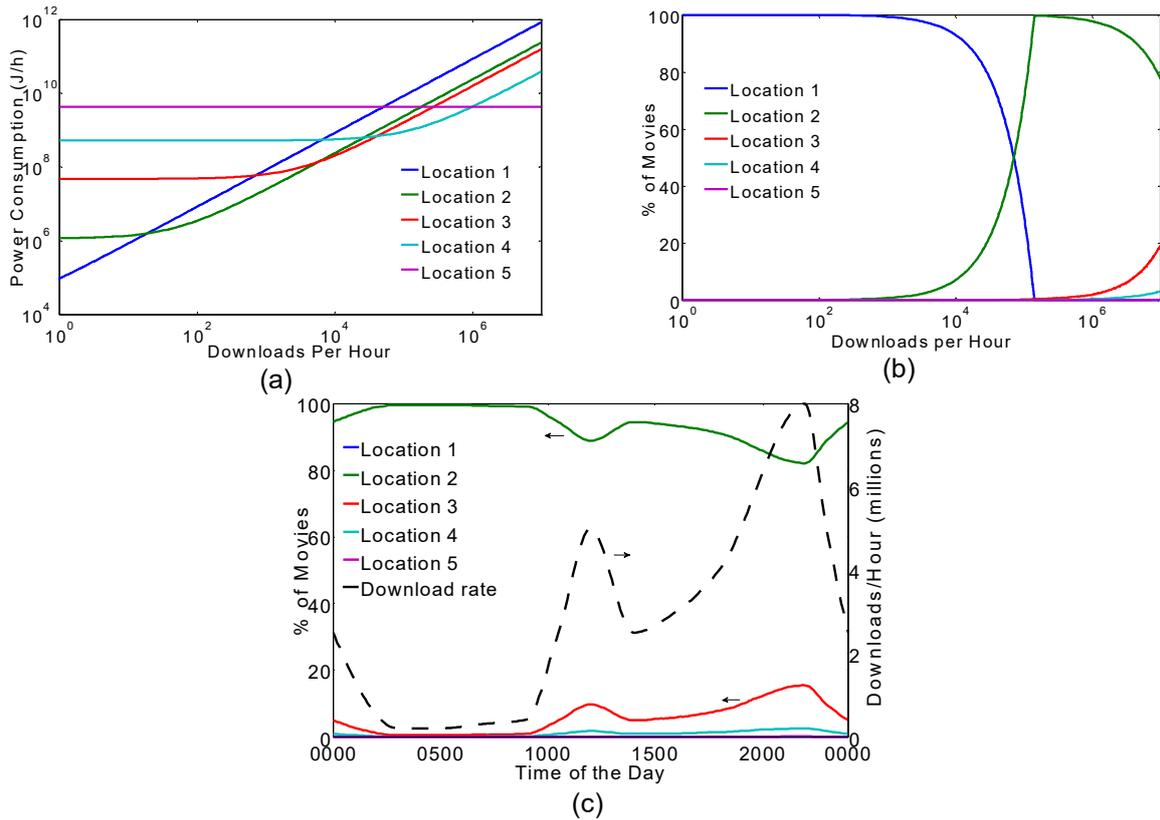 10^12
10^10
10^8
10^6
10^4
Power Consumption (J/h)
Location 1
Location 2
Location 3
Location 4
Location 5
10^0
10^2
10^4
10^6
Downloads Per Hour
(a)
100
80
60
40
20
0
% of Movies
Location 1
Location 2
Location 3
Location 4
Location 5
10^0
10^2
10^4
10^6
Downloads per Hour
(b)
100
80
60
40
20
0
% of Movies
Location 1
Location 2
Location 3
Location 4
Location 5
Download rate
8
6
4
2
0
Downloads/Hour (millions)
0000
0500
1000
1500
2000
0000
Time of the Day
(c)